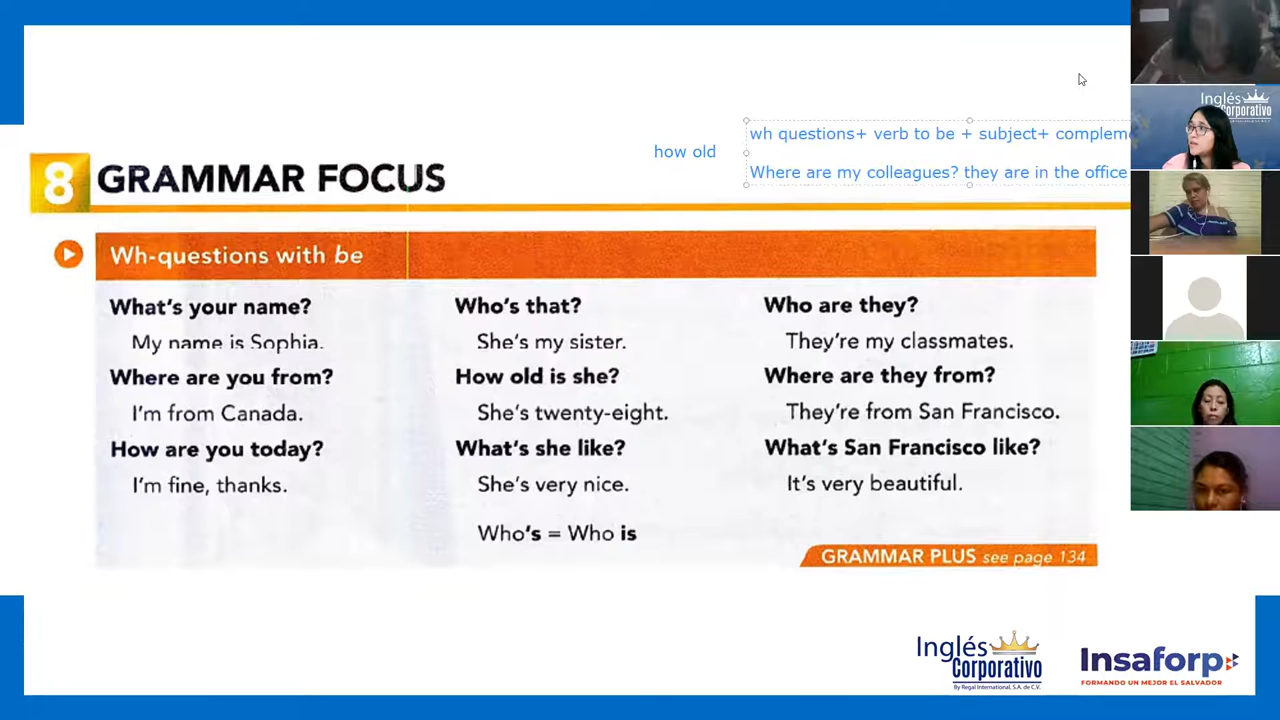 Inglés
Corporativo
wh questions+ verb to be + subject+ complem
how old
Where are my colleagues? they are in the office
8 GRAMMAR FOCUS
Wh-questions with be
What's your name?
My name is Sophia.
Where are you from?
I'm from Canada.
How are you today?
I'm fine, thanks.
Who's that?
She's my sister.
How old is she?
She's twenty-eight.
What's she like?
She's very nice.
Who's = Who is
Who are they?
They're my classmates.
Where are they from?
They're from San Francisco.
What's San Francisco like?
It's very beautiful.
GRAMMAR PLUS see page 134
Inglés
Corporativo
By Regal International, S.A. de C.V.
Insaforp
FORMANDO UN MEJOR EL SALVADOR